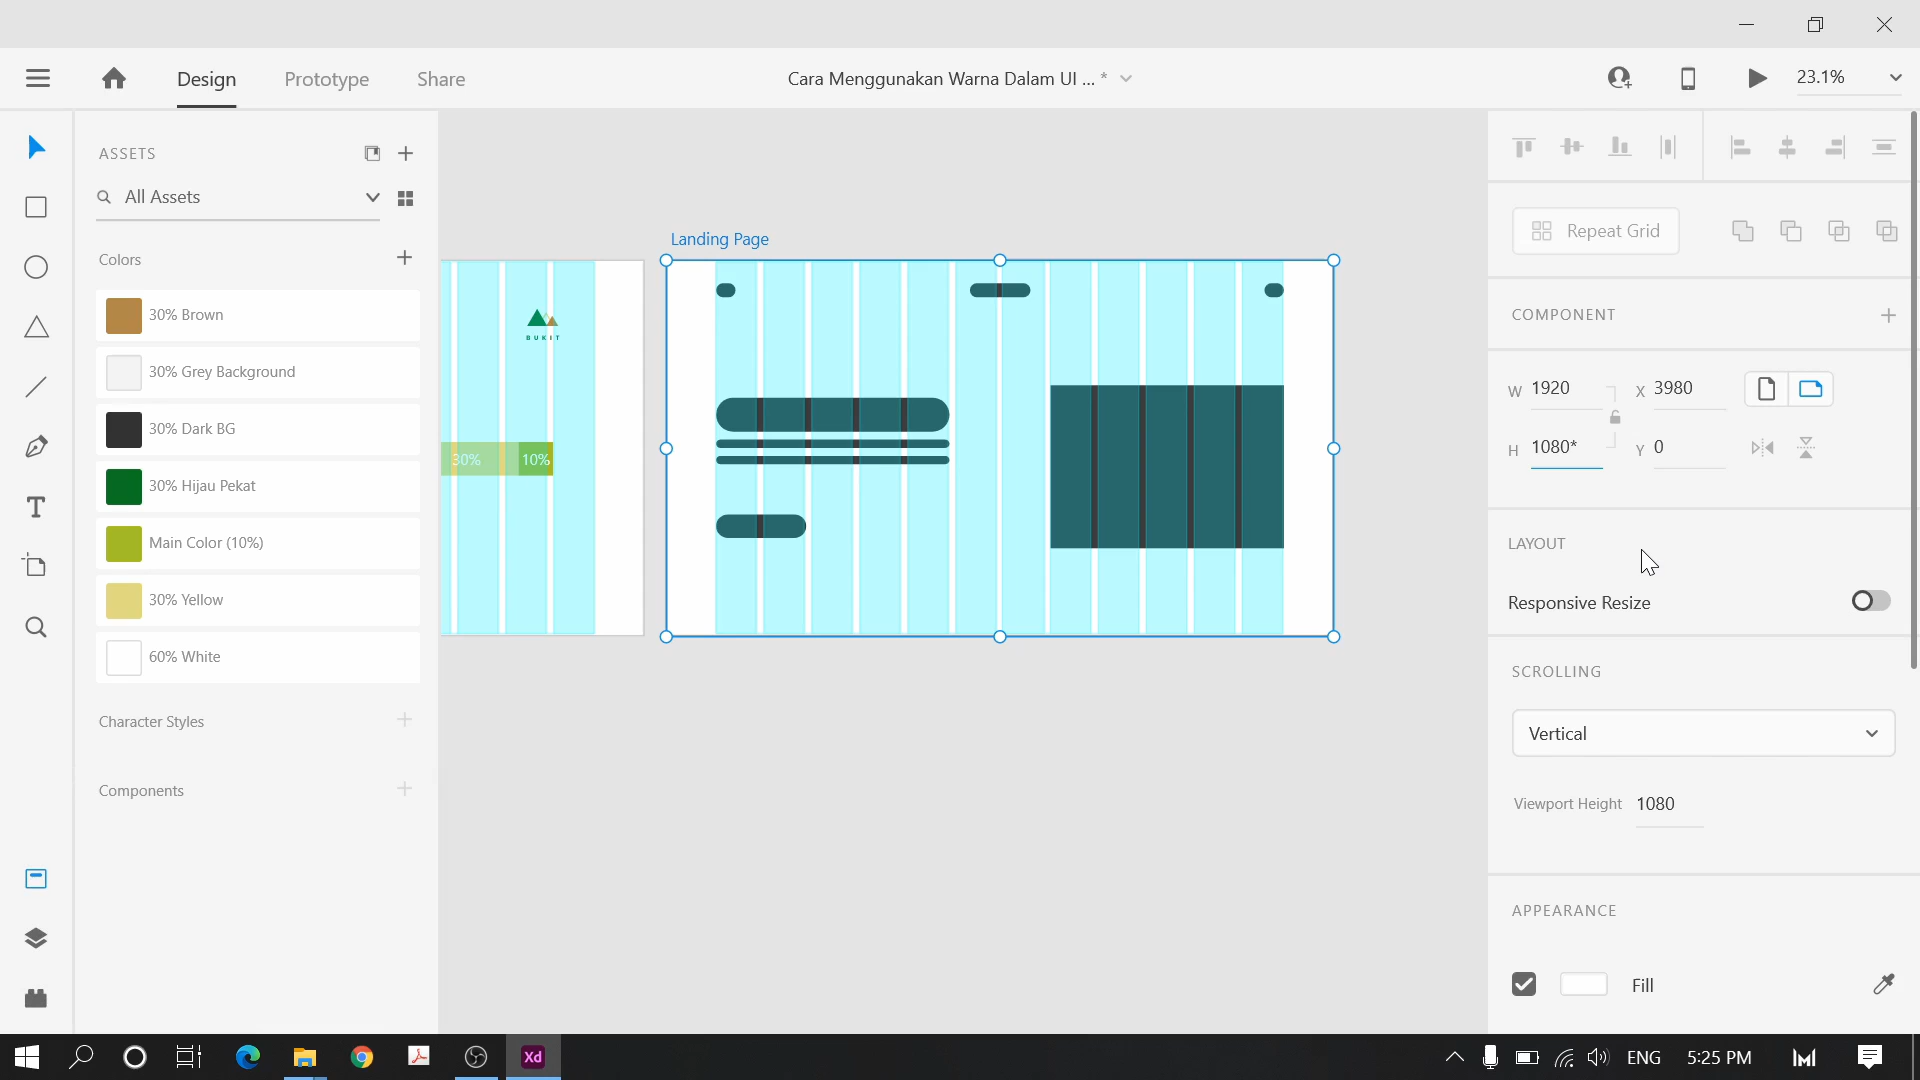 Design
Prototype
Share
Cara Menggunakan Warna Dalam UI ... *
23.1%
ASSETS
All Assets
Colors
30% Brown
30% Grey Background
30% Dark BG
30% Hijau Pekat
Main Color (10%)
30% Yellow
60% White
Character Styles
Components
BUKIT
30%
10%
Landing Page
Repeat Grid
COMPONENT
W 1920
X 3980
H 1080*
Y 0
LAYOUT
Responsive Resize
SCROLLING
Vertical
Viewport Height 1080
APPEARANCE
Fill
Xd
ENG
5:25 PM